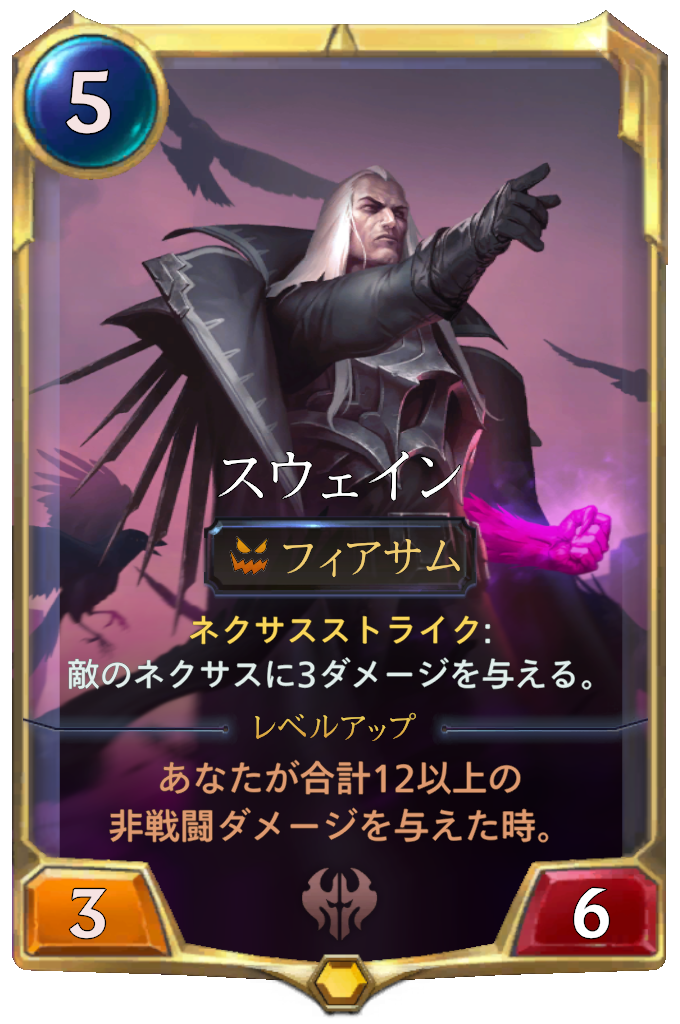 5
スウェイン
フィアサム
ネクサスストライク:
敵のネクサスに3ダメージを与える。
レベルアップ
あなたが合計12以上の
非戦闘ダメージを与えた時。
3
6